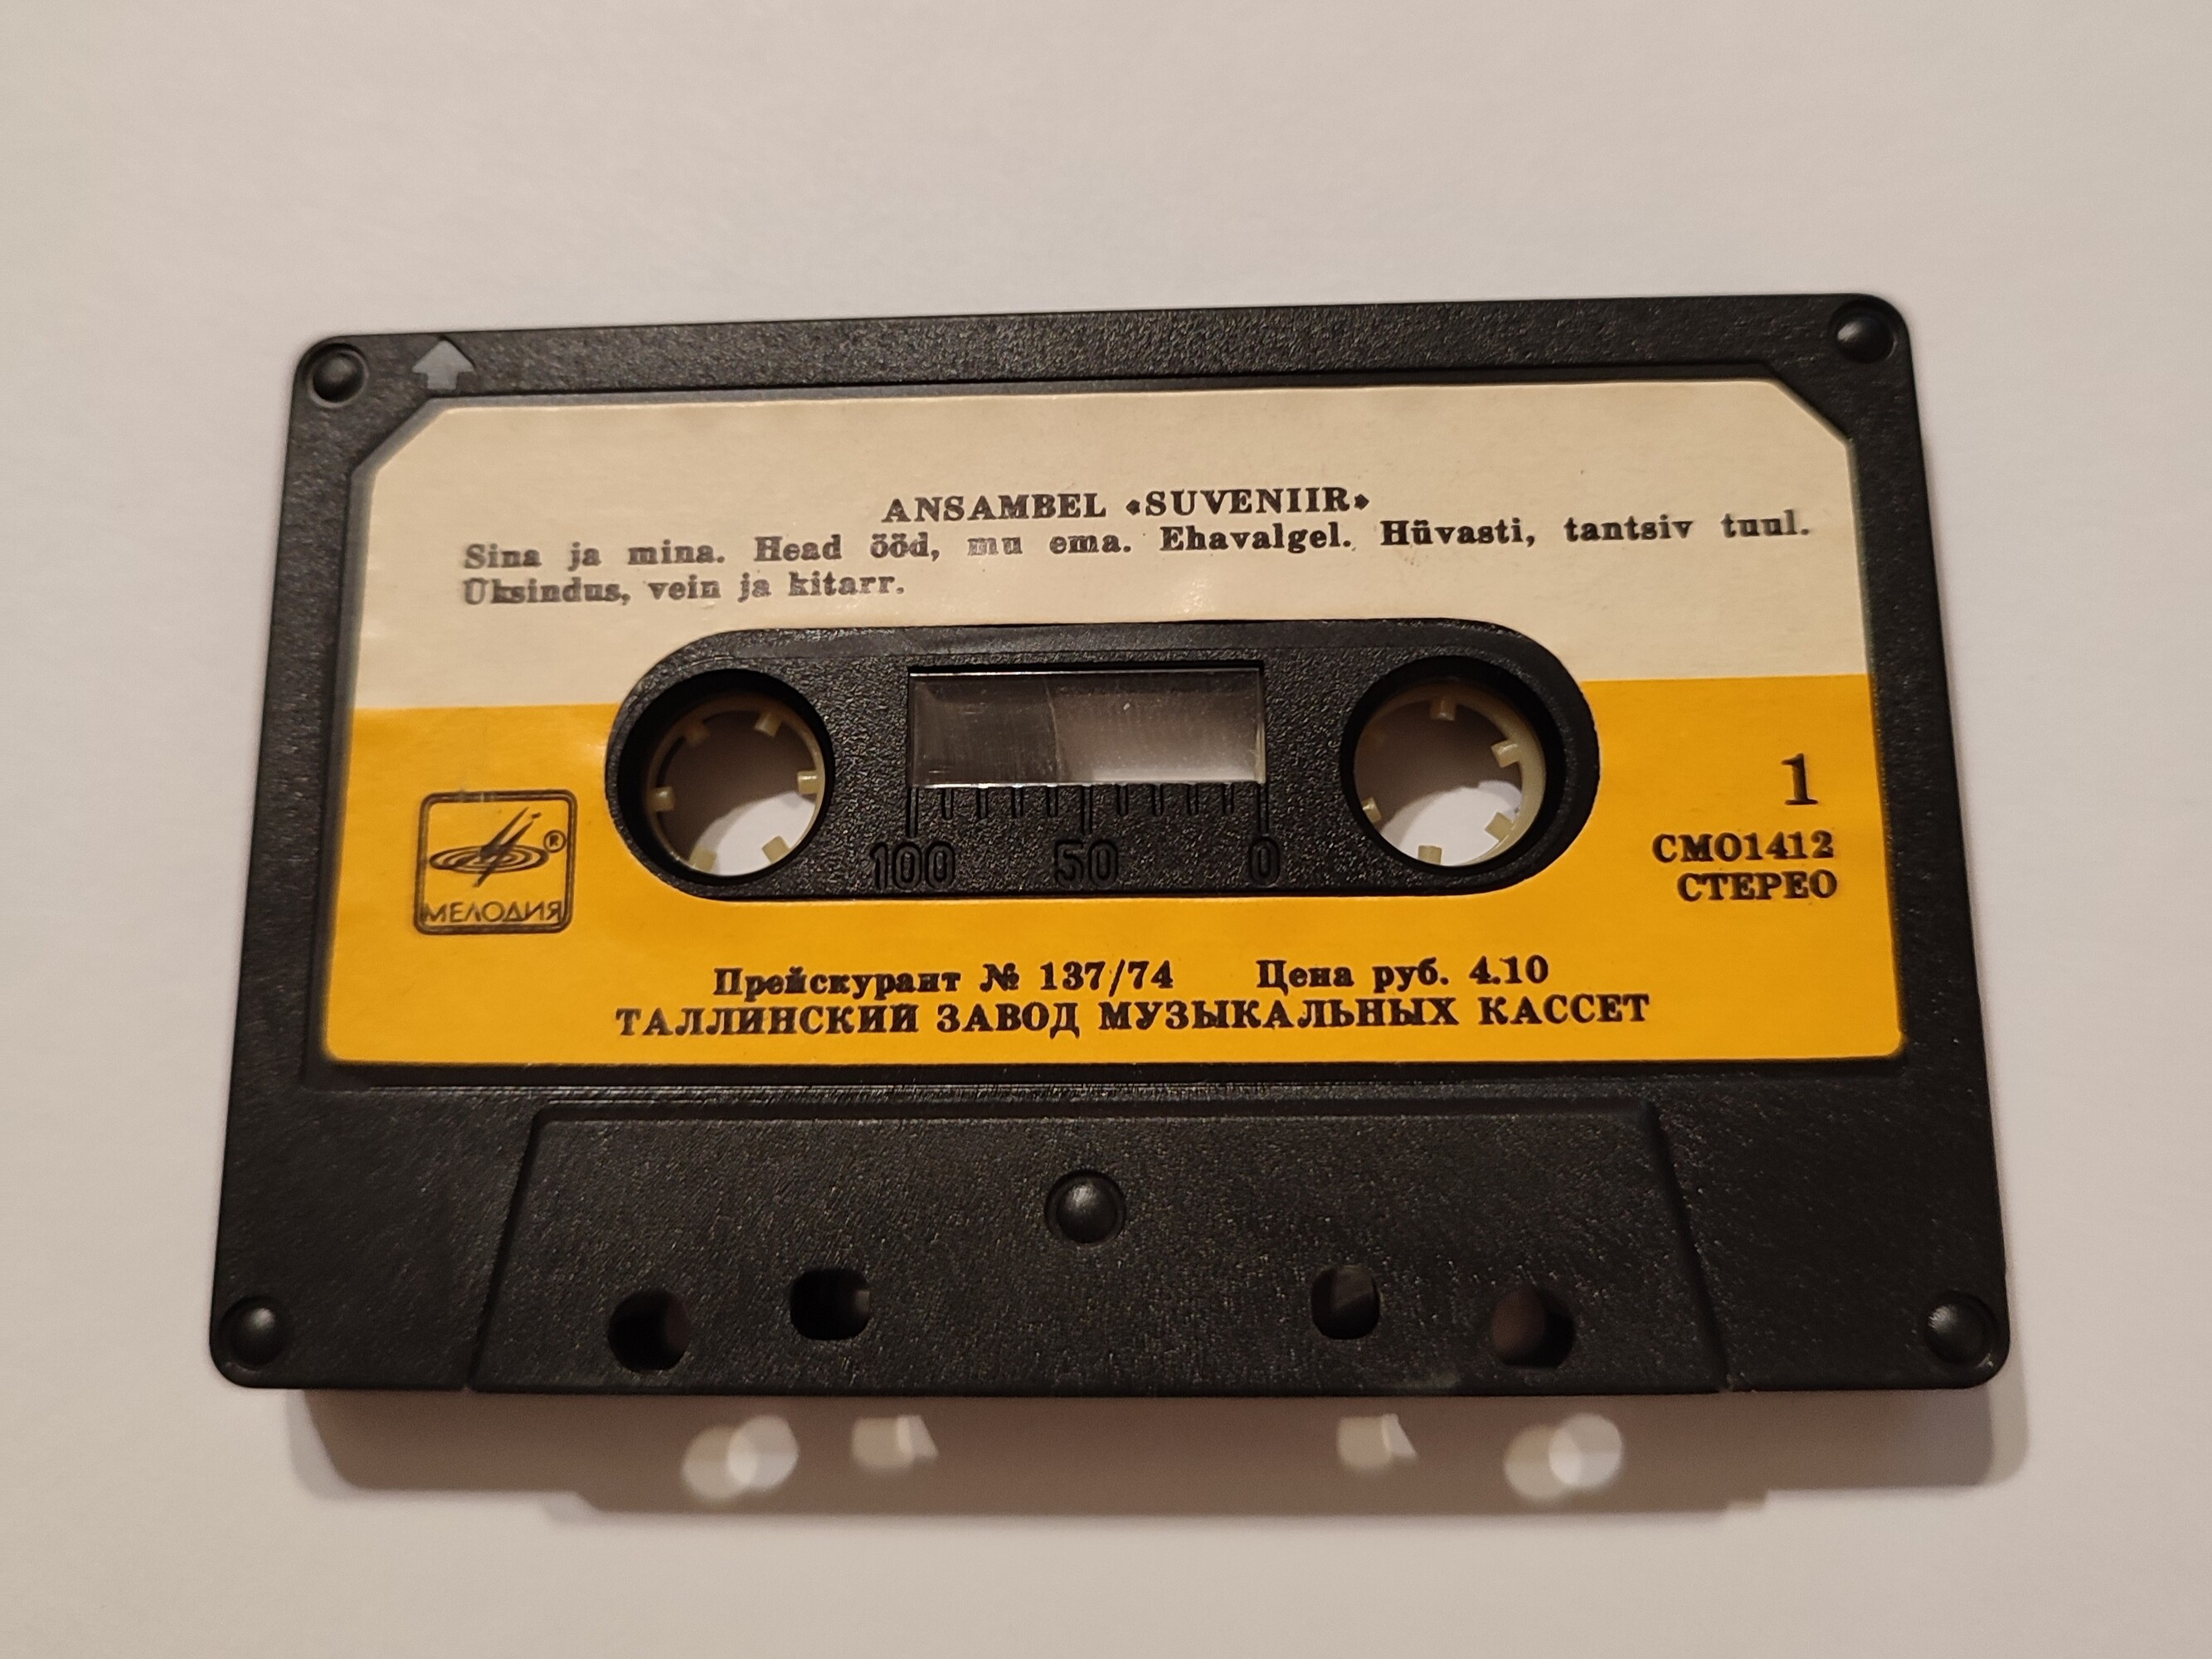 ANSAMBEL «SUVENIIR»
Sina ja mina. Head ööd, mu ema. Ehavalgel. Hüvasti, tantsiv tuul.
Üksindus, vein ja kitarr.
100 50 0
1
СМО1412
СТЕРЕО
®
МЕЛОДИЯ
Прейскурант № 137/74 Цена руб. 4.10
ТАЛЛИНСКИЙ ЗАВОД МУЗЫКАЛЬНЫХ КАССЕТ